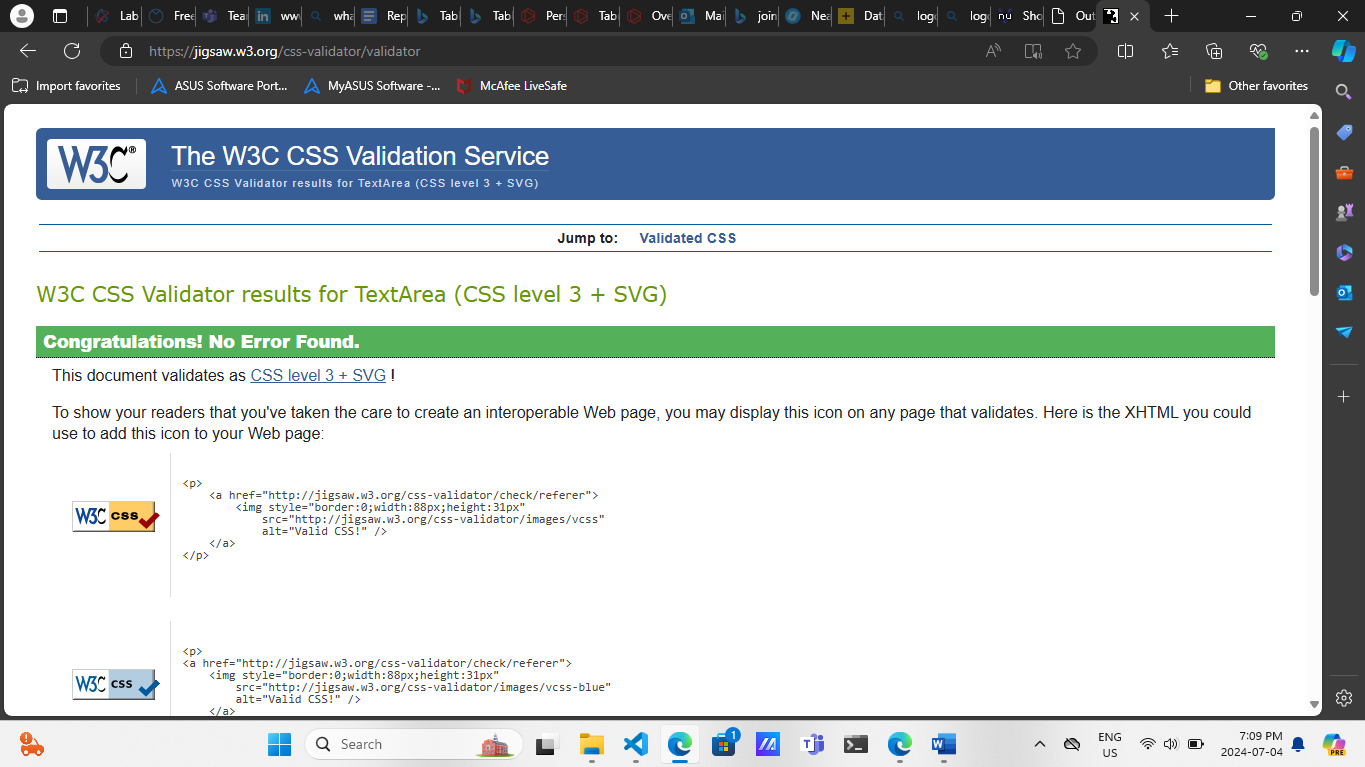 Lab
Free
Tear
www
wha
Rep
Tab
Tab
Per
Tab
Ove
Mai
join
Nea
Dat
logo
logo
Sho
Out
https://jigsaw.w3.org/css-validator/validator
Import favorites
ASUS Software Port...
MyASUS Software -...
McAfee LiveSafe
Other favorites
W3C®
The W3C CSS Validation Service
W3C CSS Validator results for TextArea (CSS level 3 + SVG)
Jump to: Validated CSS
W3C CSS Validator results for TextArea (CSS level 3 + SVG)
Congratulations! No Error Found.
This document validates as CSS level 3 + SVG !
To show your readers that you've taken the care to create an interoperable Web page, you may display this icon on any page that validates. Here is the XHTML you could
use to add this icon to your Web page:
W3C css
<p>
<a href="http://jigsaw.w3.org/css-validator/check/referer">
<img style="border:0;width:88px;height:31px"
src="http://jigsaw.w3.org/css-validator/images/vcss"
alt="Valid CSS!" />
</a>
</p>
W3C css
<p>
<a href="http://jigsaw.w3.org/css-validator/check/referer">
<img style="border:0;width:88px;height:31px"
src="http://jigsaw.w3.org/css-validator/images/vcss-blue"
alt="Valid CSS!" />
</a>
Search
1
ENG
US
7:09 PM
2024-07-04
PRE